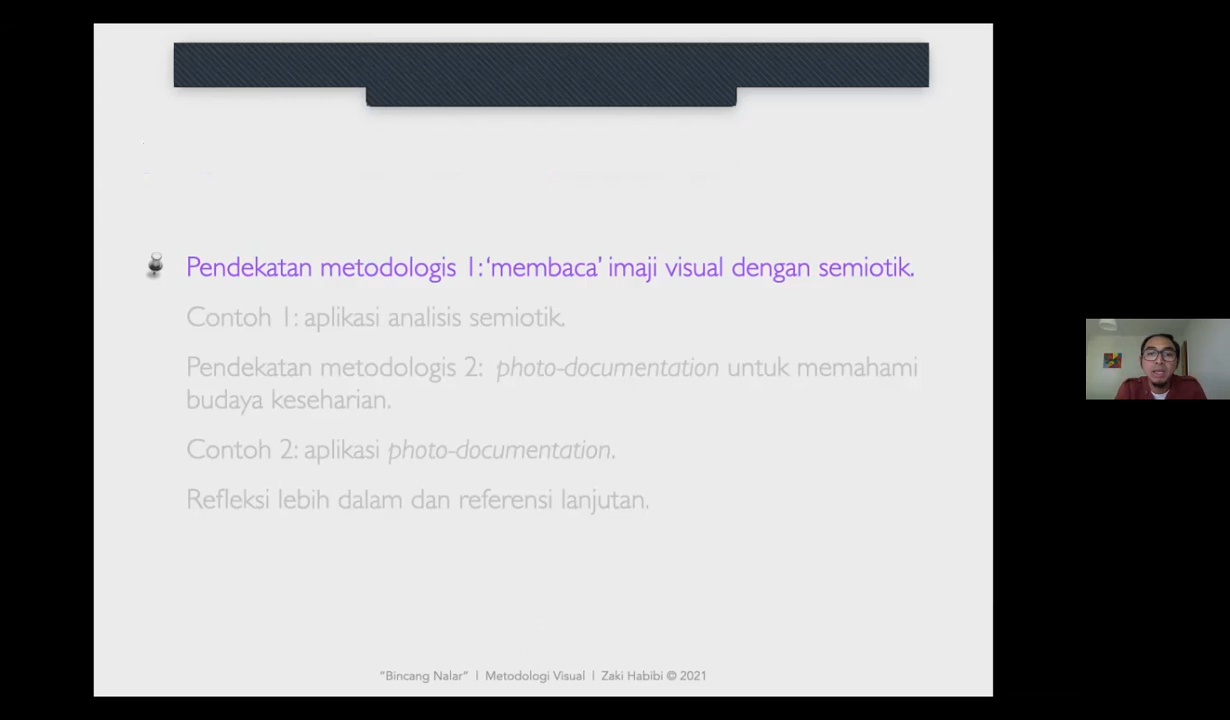 Pendekatan metodologis 1: ‘membaca’ imaji visual dengan semiotik.
Contoh 1: aplikasi analisis semiotik.
Pendekatan metodologis 2: photo-documentation untuk memahami
budaya keseharian.
Contoh 2: aplikasi photo-documentation.
Refleksi lebih dalam dan referensi lanjutan.
“Bincang Nalar” | Metodologi Visual | Zaki Habibi © 2021